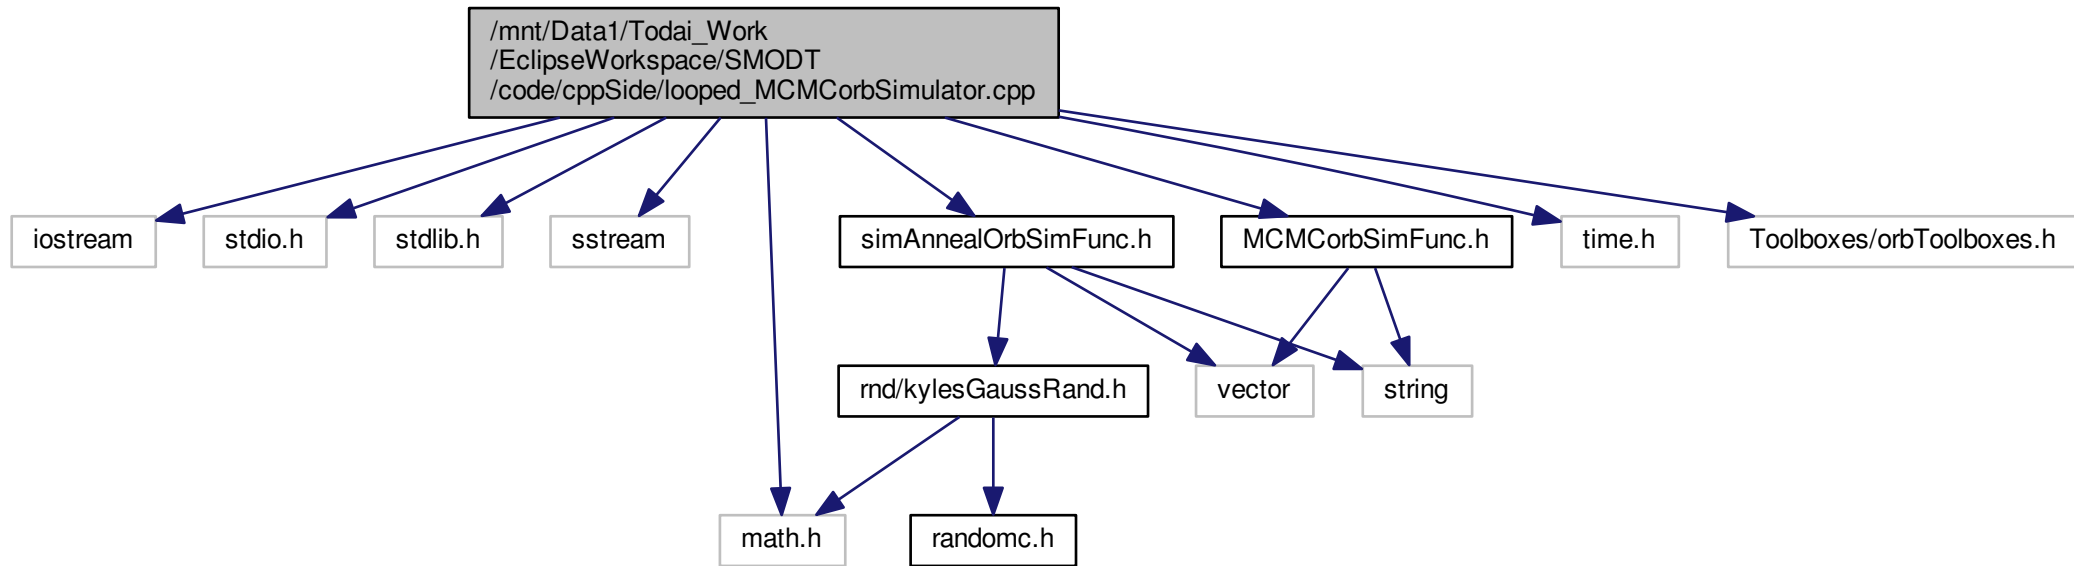 /mnt/Data1/Todai_Work
/EclipseWorkspace/SMODT
/code/cppSide/looped_MCMCorbSimulator.cpp
iostream
stdio.h
stdlib.h
sstream
simAnnealOrbSimFunc.h
MCMCorbSimFunc.h
time.h
Toolboxes/orbToolboxes.h
rnd/kylesGaussRand.h
vector
string
math.h
randomc.h